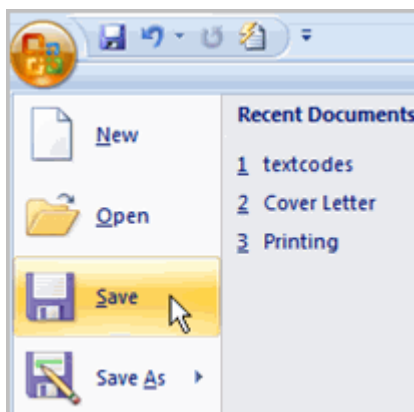 New
Open
Save
Save As
Recent Documents
1 textcodes
2 Cover Letter
3 Printing